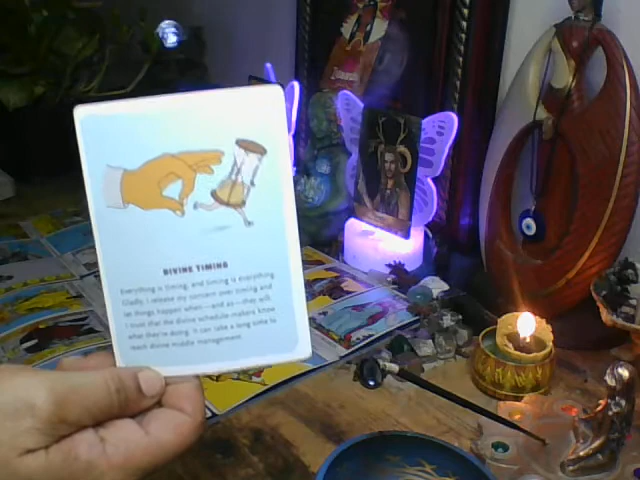 DIVINE TIMING
Everything is timing, and timing is everything.
Gladly, I release my concern over timing and
let things happen when—and as—they will.
I trust that the divine schedule-makers know
what they're doing. It can take a long time to
reach divine middle management.